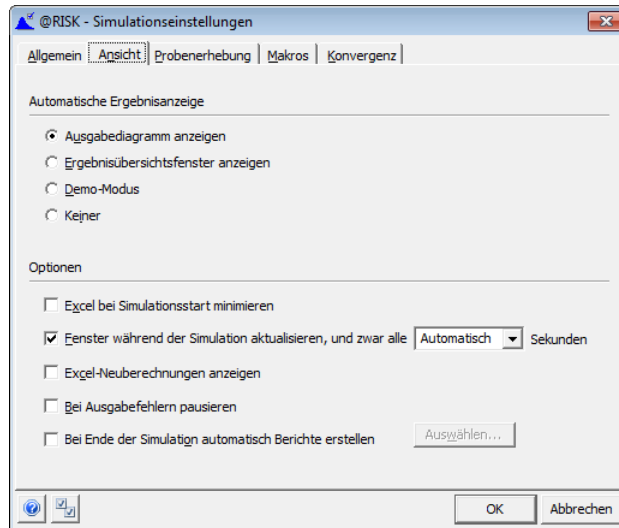 @RISK - Simulationseinstellungen
Allgemein Ansicht Probenerhebung Makros Konvergenz
Automatische Ergebnisanzeige
Ausgabediagramm anzeigen
Ergebnisübersichtsfenster anzeigen
Demo-Modus
Keiner
Optionen
Excel bei Simulationsstart minimieren
Fenster während der Simulation aktualisieren, und zwar alle Automatisch Sekunden
Excel-Neuberechnungen anzeigen
Bei Ausgabefehlern pausieren
Bei Ende der Simulation automatisch Berichte erstellen Auswählen...
OK Abbrechen